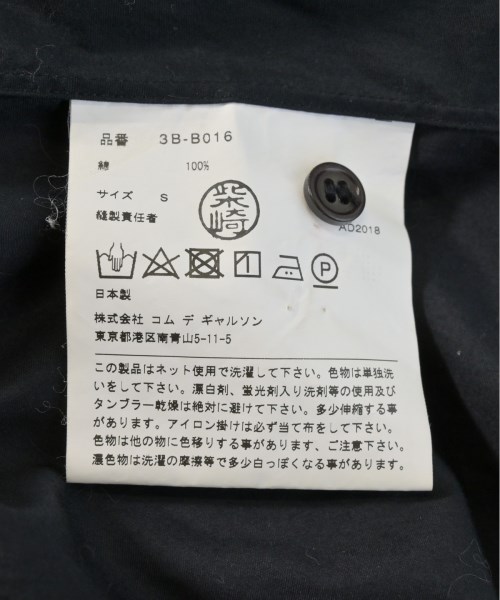 品番 3B-B016
綿 100%
サイズ S
縫製責任者
柴崎
AD2018
P
日本製
株式会社 コム デ ギャルソン
東京都港区南青山5-11-5
この製品はネット使用で洗濯して下さい。色物は単独洗
いをして下さい。漂白剤、蛍光剤入り洗剤等の使用及び
タンブラー乾燥は絶対に避けて下さい。多少伸縮する事
があります。アイロン掛けは必ず当て布をして下さい。
色物は他の物に色移りする事があります、ご注意下さい。
濃色物は洗濯の摩擦等で多少白っぽくなる事があります。